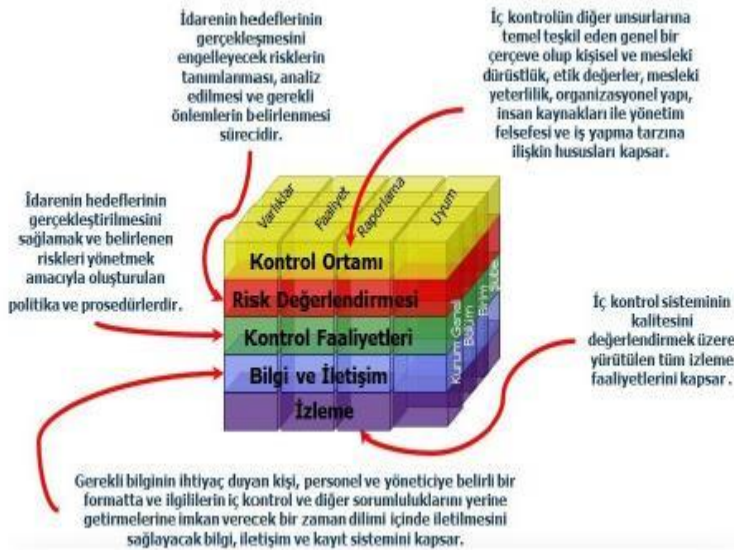 İdarenin hedeflerinin
gerçekleşmesini
engelleyecek risklerin
tanımlanması, analiz
edilmesi ve gerekli
önlemlerin belirlenmesi
sürecidir.
İç kontrolün diğer unsurlarına
temel teşkil eden genel bir
çerçeve olup kişisel ve mesleki
dürüstlük, etik değerler, mesleki
yeterlilik, organizasyonel yapı,
insan kaynakları ile yönetim
felsefesi ve iş yapma tarzına
ilişkin hususları kapsar.
İdarenin hedeflerinin
gerçekleştirilmesini
sağlamak ve belirlenen
riskleri yönetmek
amacıyla oluşturulan
politika ve prosedürlerdir.
Varlıklar
Faaliyet
Raporlama
Uyum
Kontrol Ortamı
Risk Değerlendirmesi
Kontrol Faaliyetleri
Bilgi ve İletişim
İzleme
Kurum Genel
Bölüm
Birim
Şube
İç kontrol sisteminin
kalitesini
değerlendirmek üzere
yürütülen tüm izleme
faaliyetlerini kapsar .
Gerekli bilginin ihtiyaç duyan kişi, personel ve yöneticiye belirli bir
formatta ve ilgililerin iç kontrol ve diğer sorumluluklarını yerine
getirmelerine imkan verecek bir zaman dilimi içinde iletilmesini
sağlayacak bilgi, iletişim ve kayıt sistemini kapsar.